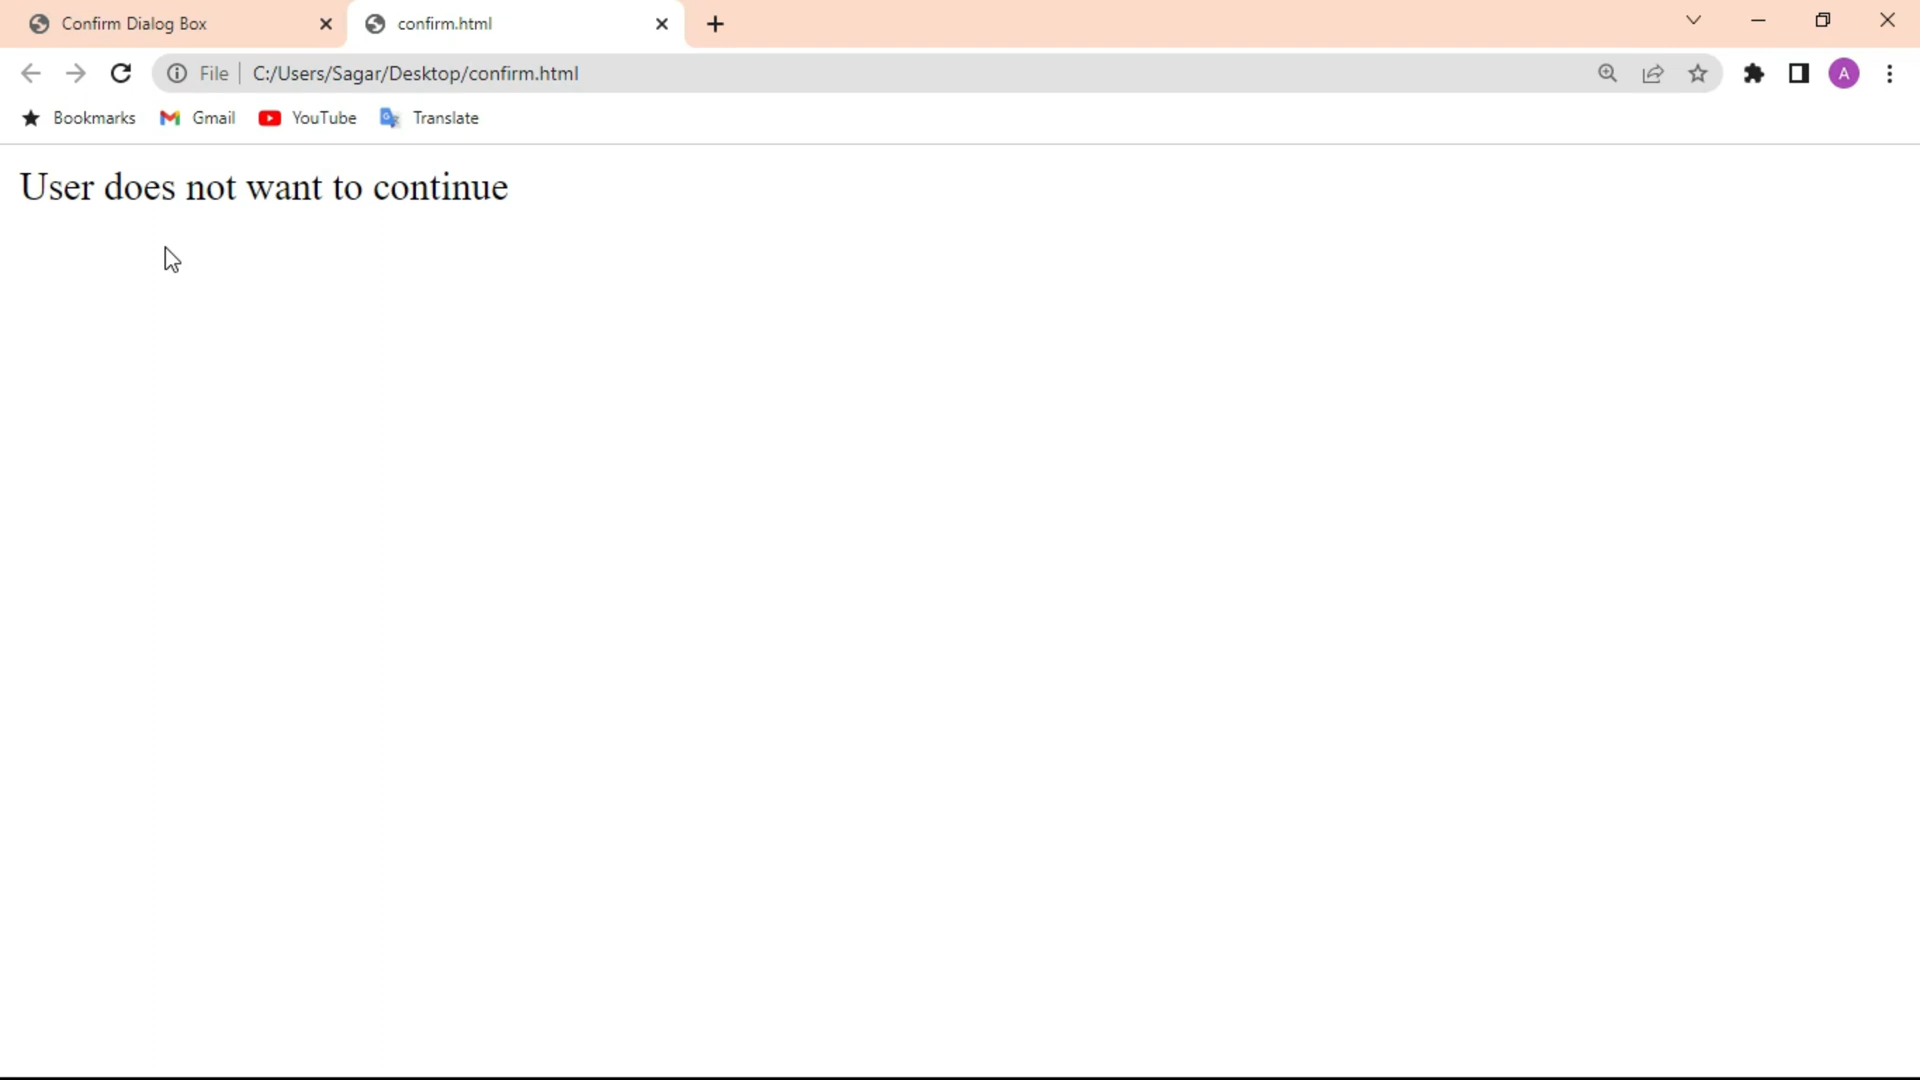 Confirm Dialog Box
confirm.html
File
C:/Users/Sagar/Desktop/confirm.html
A
Bookmarks
Gmail
YouTube
Translate
User does not want to continue